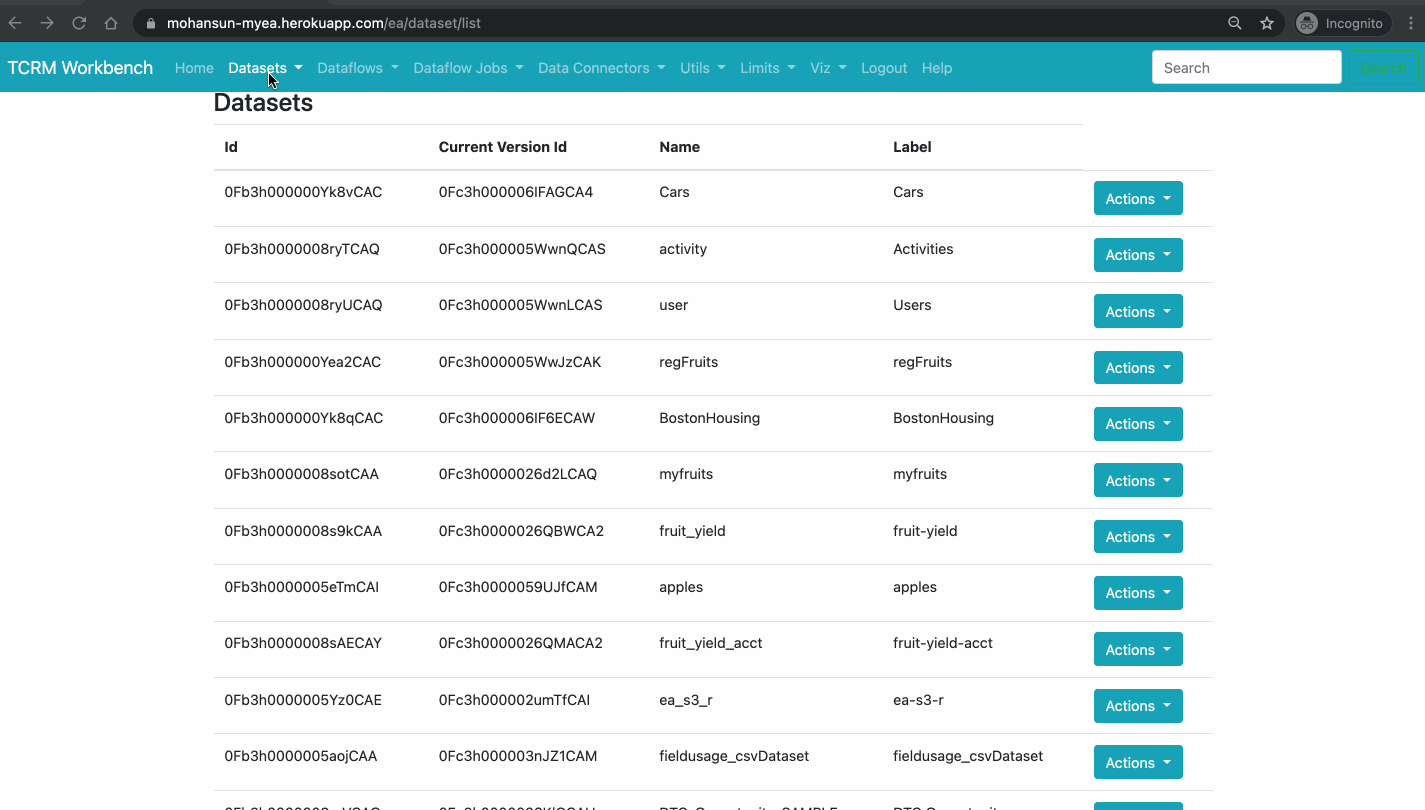 mohansun-myea.herokuapp.com/ea/dataset/list
Incognito
TCRM Workbench Home Datasets Dataflows Dataflow Jobs Data Connectors Utils Limits Viz Logout Help Search Search
Datasets
Id Current Version Id Name Label
0Fb3h000000Yk8vCAC 0Fc3h000006IFAGCA4 Cars Cars Actions
0Fb3h0000008ryTCAQ 0Fc3h000005WwnQCAS activity Activities Actions
0Fb3h0000008ryUCAQ 0Fc3h000005WwnLCAS user Users Actions
0Fb3h000000Yea2CAC 0Fc3h000005WwJzCAK regFruits regFruits Actions
0Fb3h000000Yk8qCAC 0Fc3h000006IF6ECAW BostonHousing BostonHousing Actions
0Fb3h0000008sotCAA 0Fc3h0000026d2LCAQ myfruits myfruits Actions
0Fb3h0000008s9kCAA 0Fc3h0000026QBWCA2 fruit_yield fruit-yield Actions
0Fb3h0000005eTmCAI 0Fc3h0000059UJfCAM apples apples Actions
0Fb3h0000008sAECAY 0Fc3h0000026QMACA2 fruit_yield_acct fruit-yield-acct Actions
0Fb3h0000005Yz0CAE 0Fc3h000002umTfCAI ea_s3_r ea-s3-r Actions
0Fb3h0000005aojCAA 0Fc3h000003nJZ1CAM fieldusage_csvDataset fieldusage_csvDataset Actions